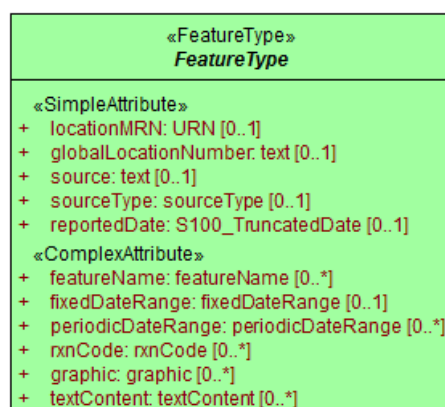 «FeatureType»
FeatureType
«SimpleAttribute»
+ locationMRN: URN [0..1]
+ globalLocationNumber: text [0..1]
+ source: text [0..1]
+ sourceType: sourceType [0..1]
+ reportedDate: S100_TruncatedDate [0..1]
«ComplexAttribute»
+ featureName: featureName [0..*]
+ fixedDateRange: fixedDateRange [0..1]
+ periodicDateRange: periodicDateRange [0..*]
+ rxnCode: rxnCode [0..*]
+ graphic: graphic [0..*]
+ textContent: textContent [0..*]